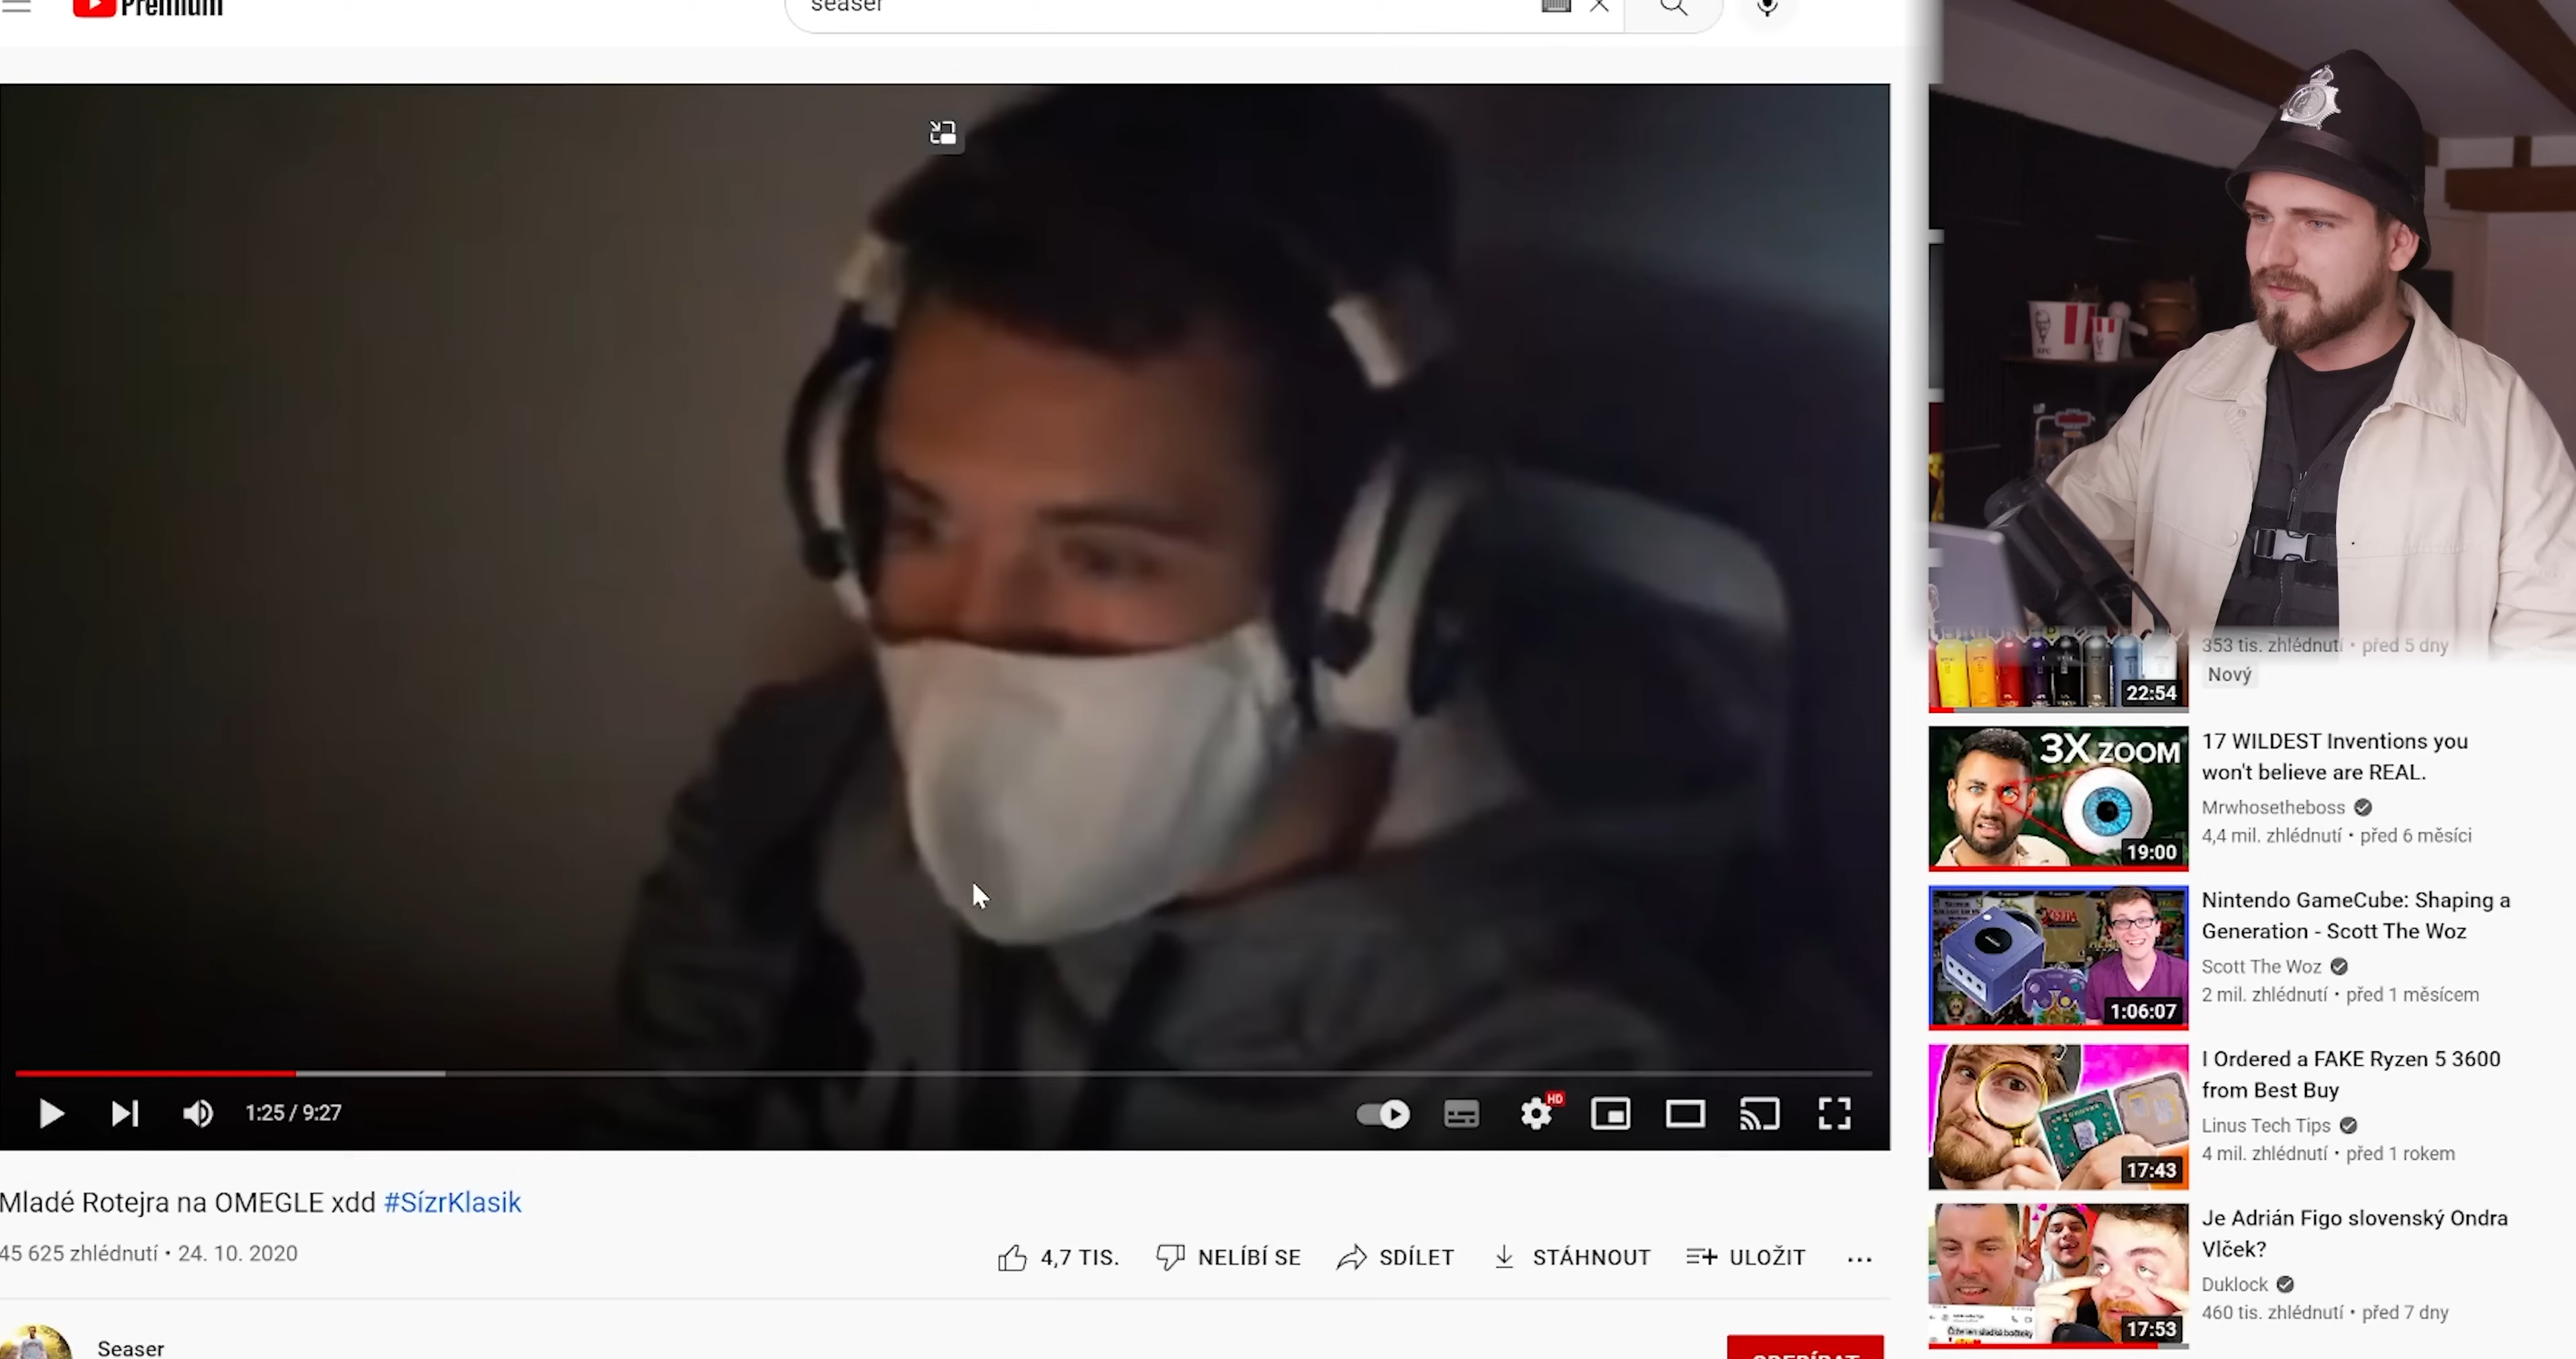 Premium
seaser
1:25 / 9:27
HD
Mladé Rotejra na OMEGLE xdd #SízrKlasik
45 625 zhlédnutí • 24. 10. 2020
4,7 TIS.
NELÍBÍ SE
SDÍLET
STÁHNOUT
ULOŽIT
Seaser
ODEBÍRAT
KFC
353 tis. zhlédnutí • před 5 dny
Nový
22:54
3X ZOOM
19:00
17 WILDEST Inventions you
won't believe are REAL.
Mrwhosetheboss
4,4 mil. zhlédnutí • před 6 měsíci
1:06:07
Nintendo GameCube: Shaping a
Generation - Scott The Woz
Scott The Woz
2 mil. zhlédnutí • před 1 měsícem
17:43
I Ordered a FAKE Ryzen 5 3600
from Best Buy
Linus Tech Tips
4 mil. zhlédnutí • před 1 rokem
17:53
Je Adrián Figo slovenský Ondra
Vlček?
Duklock
460 tis. zhlédnutí • před 7 dny